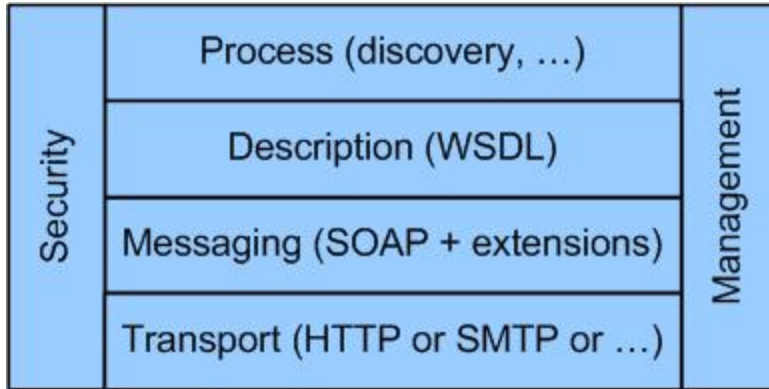 Security
Process (discovery, …)
Description (WSDL)
Messaging (SOAP + extensions)
Transport (HTTP or SMTP or …)
Management